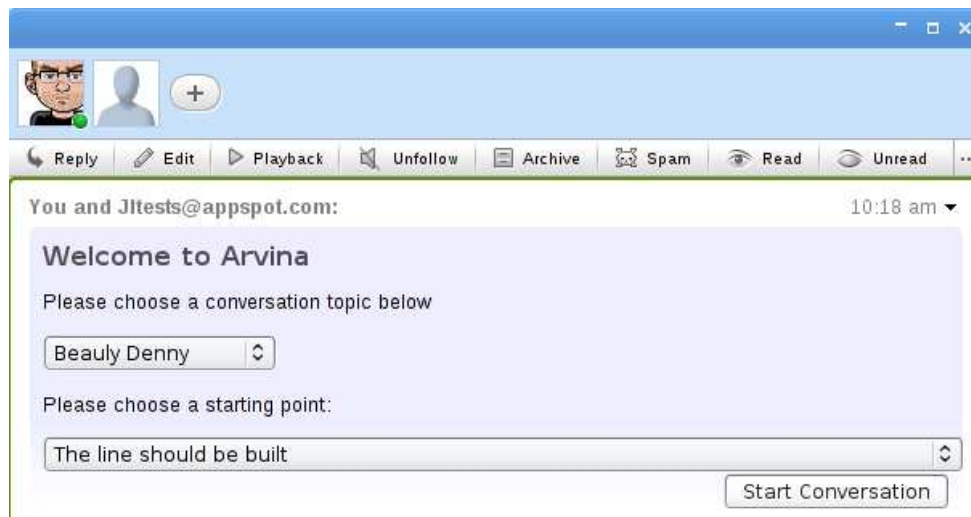 Reply Edit Playback Unfollow Archive Spam Read Unread ...
You and JItests@appspot.com: 10:18 am
Welcome to Arvina
Please choose a conversation topic below
Beauly Denny
Please choose a starting point:
The line should be built
Start Conversation